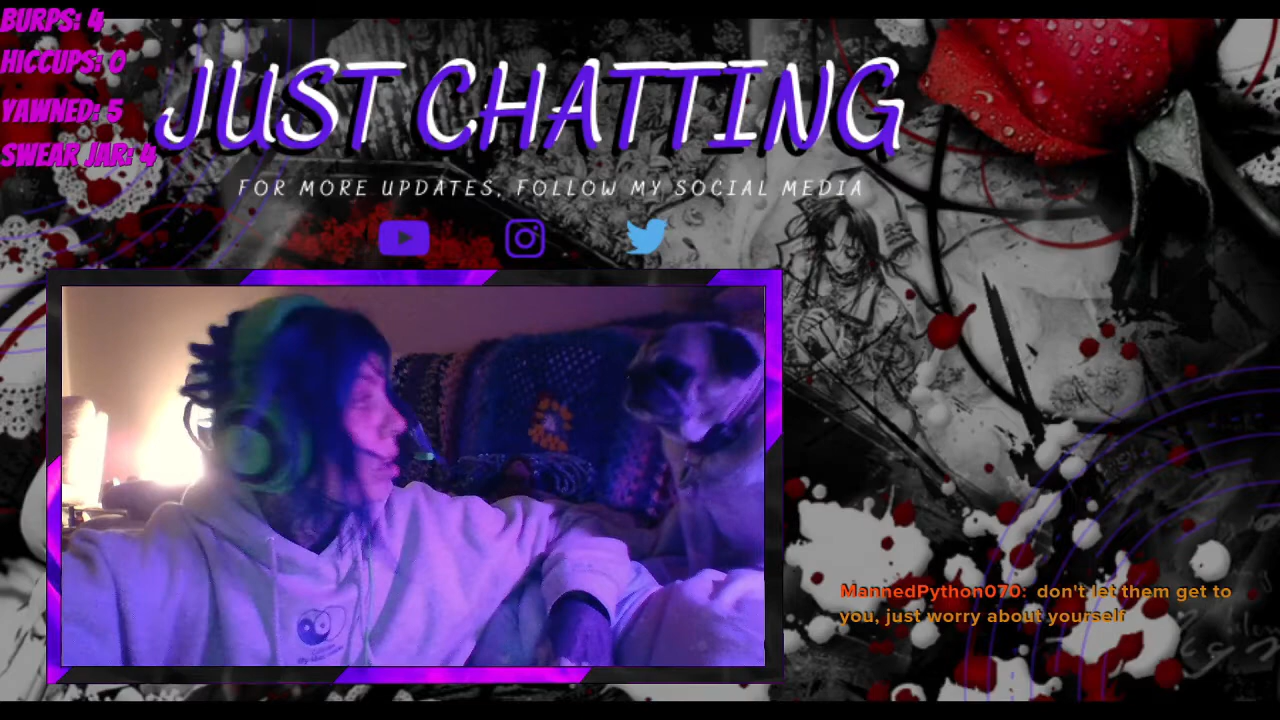 BURPS: 4
HICCUPS: 0
YAWNED: 5
SWEAR JAR: 4
JUST CHATTING
FOR MORE UPDATES, FOLLOW MY SOCIAL MEDIA
MannedPython070: don't let them get to
you, just worry about yourself